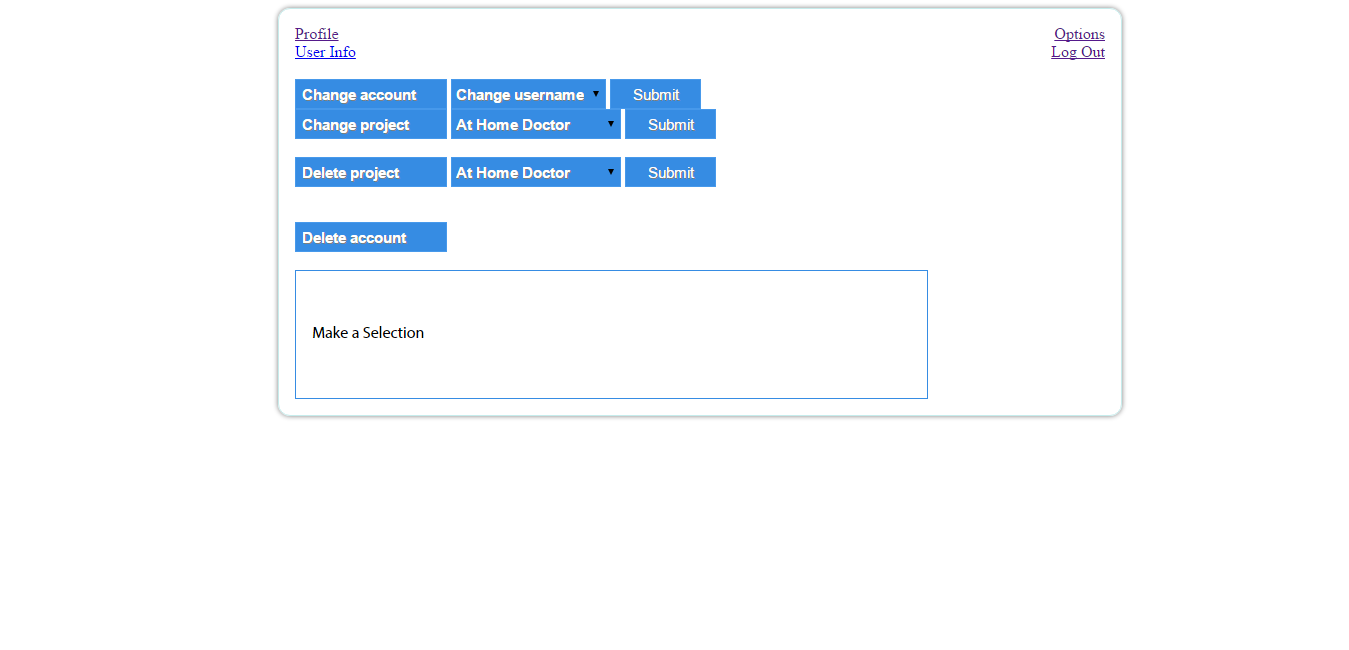 Profile Options
User Info Log Out
Change account Change username Submit
Change project At Home Doctor Submit
Delete project At Home Doctor Submit
Delete account
Make a Selection